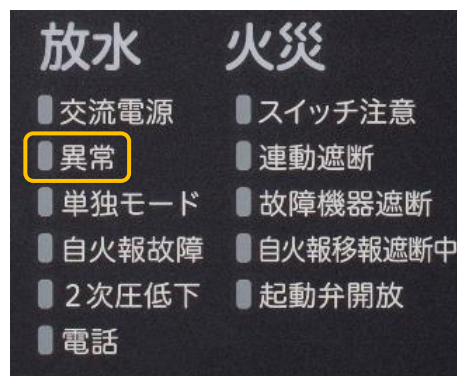 放水 火災
交流電源 スイッチ注意
異常 連動遮断
単独モード 故障機器遮断
自火報故障 自火報移報遮断中
2次圧低下 起動弁開放
電話